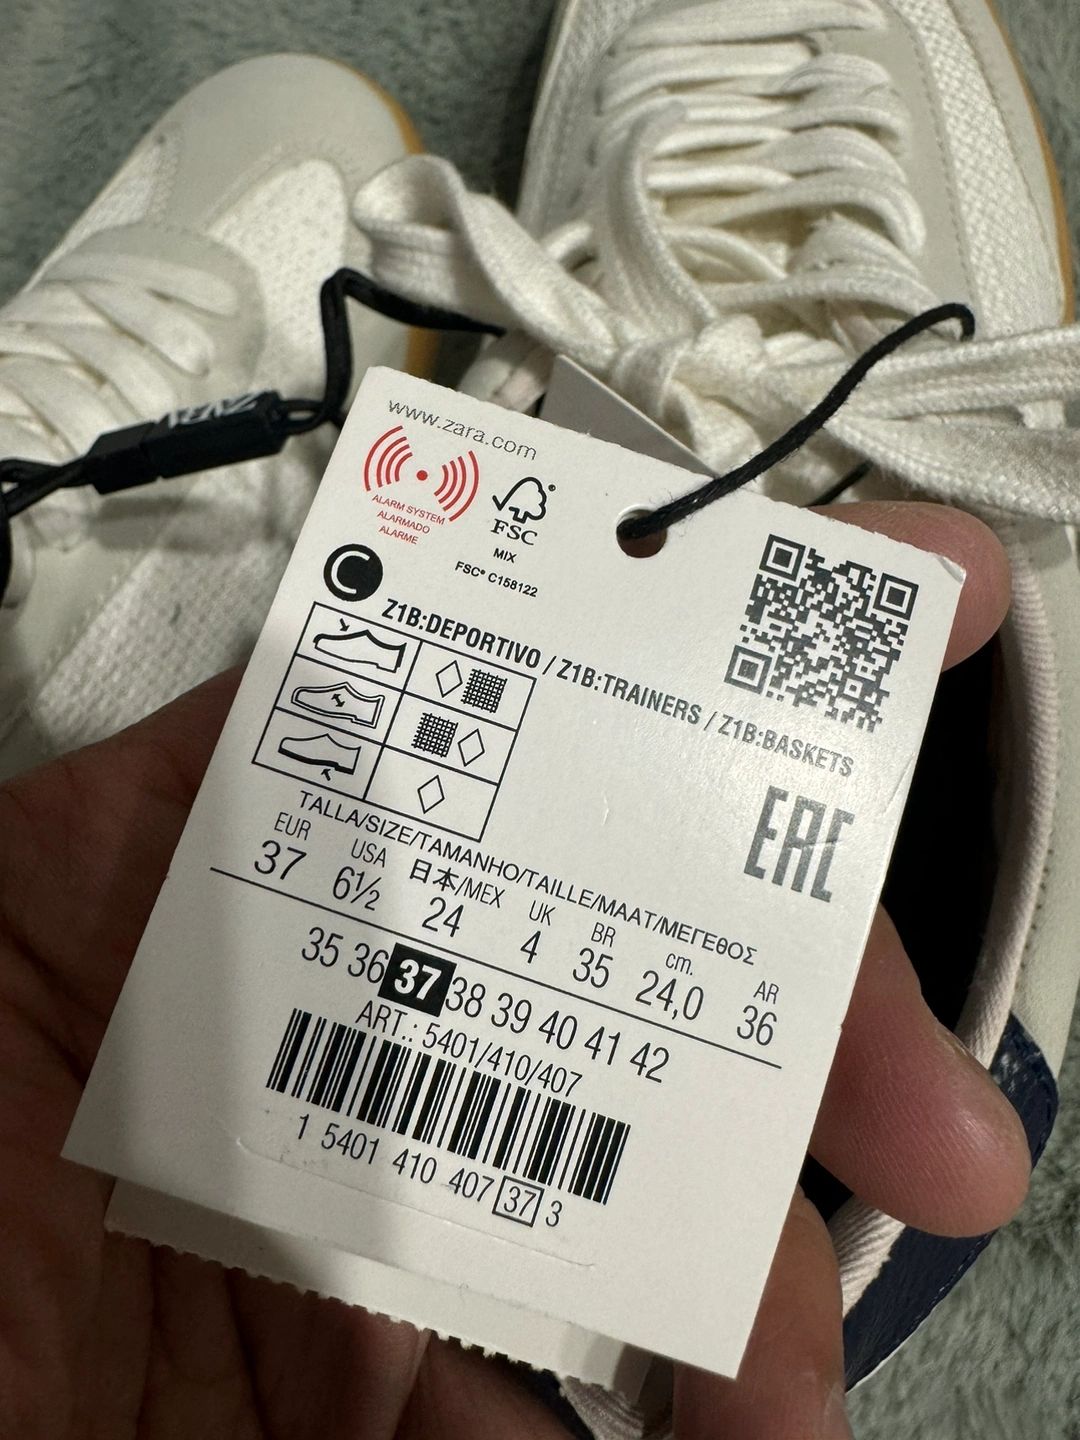 www.zara.com
ALARM SYSTEM
ALARMADO
ALARME
FSC®
MIX
FSC® C158122
C
Z1B:DEPORTIVO / Z1B:TRAINERS / Z1B:BASKETS
EAC
TALLA/SIZE/TAMANHO/TAILLE/MAAT/ΜΕΓΕΘΟΣ
EUR USA 日本/MEX UK BR cm. AR
37 6½ 24 4 35 24,0 36
35 36 37 38 39 40 41 42
ART.: 5401/410/407
1 5401 410 407 37 3
ZARA